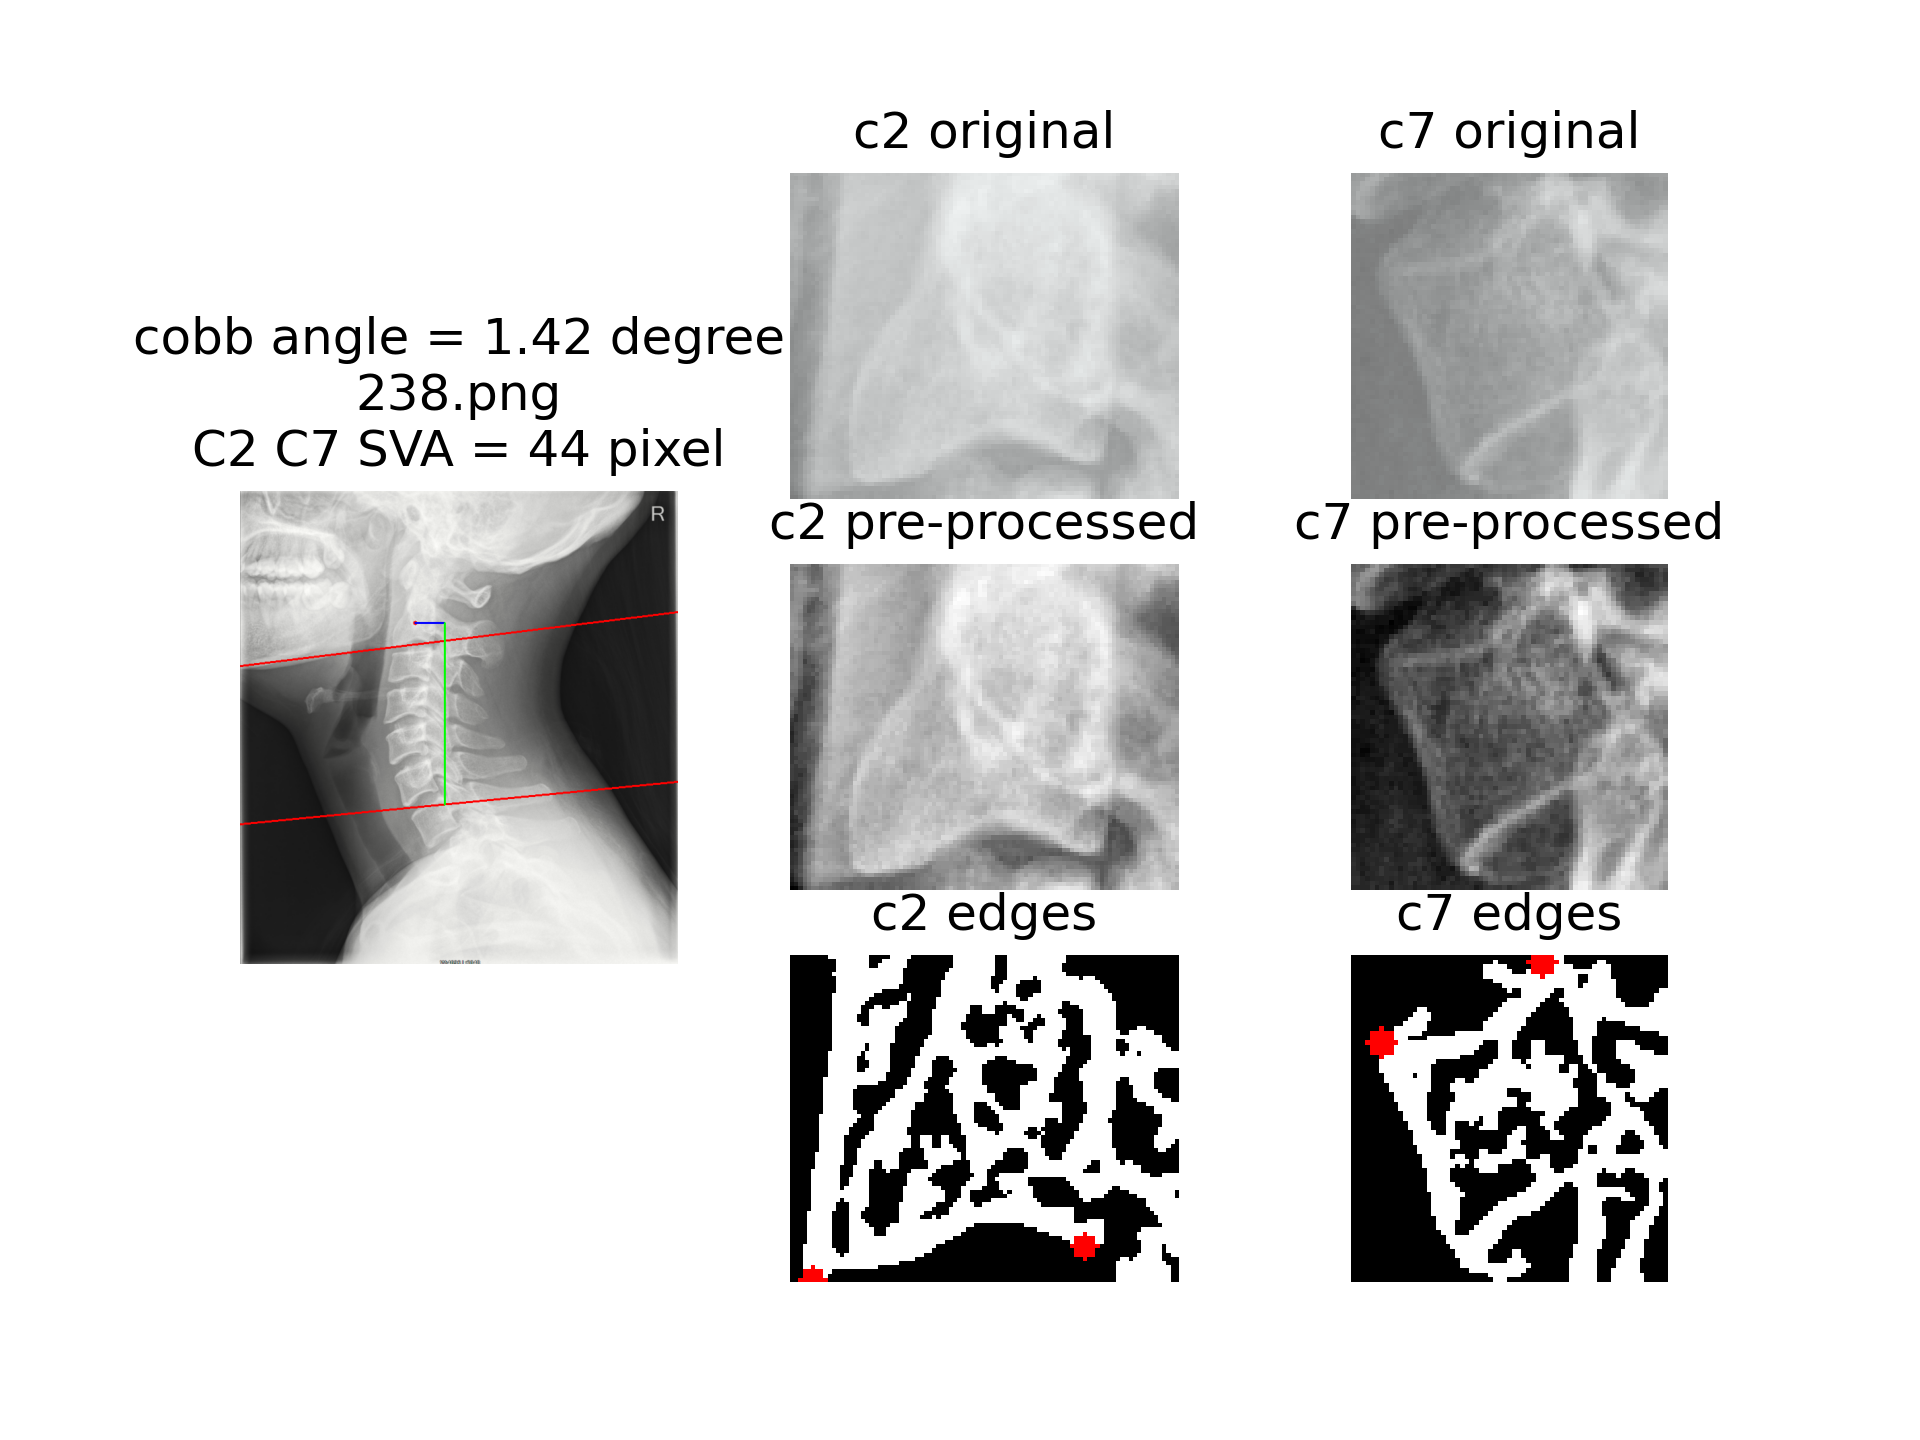 cobb angle = 1.42 degree
238.png
C2 C7 SVA = 44 pixel
R
c2 original
c7 original
c2 pre-processed
c7 pre-processed
c2 edges
c7 edges